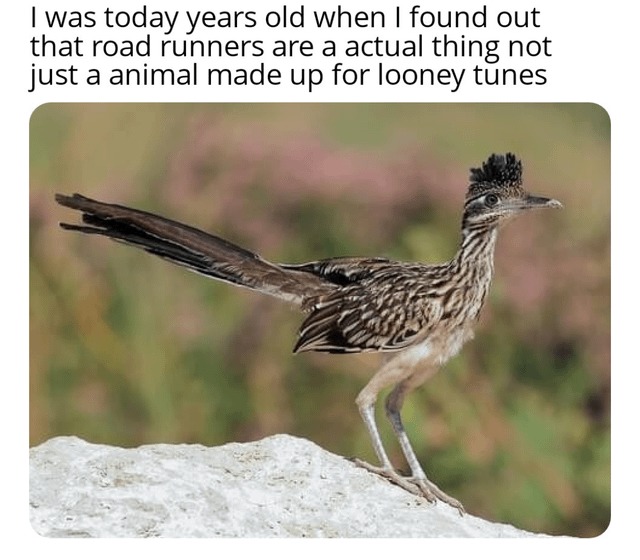 I was today years old when I found out
that road runners are a actual thing not
just a animal made up for looney tunes